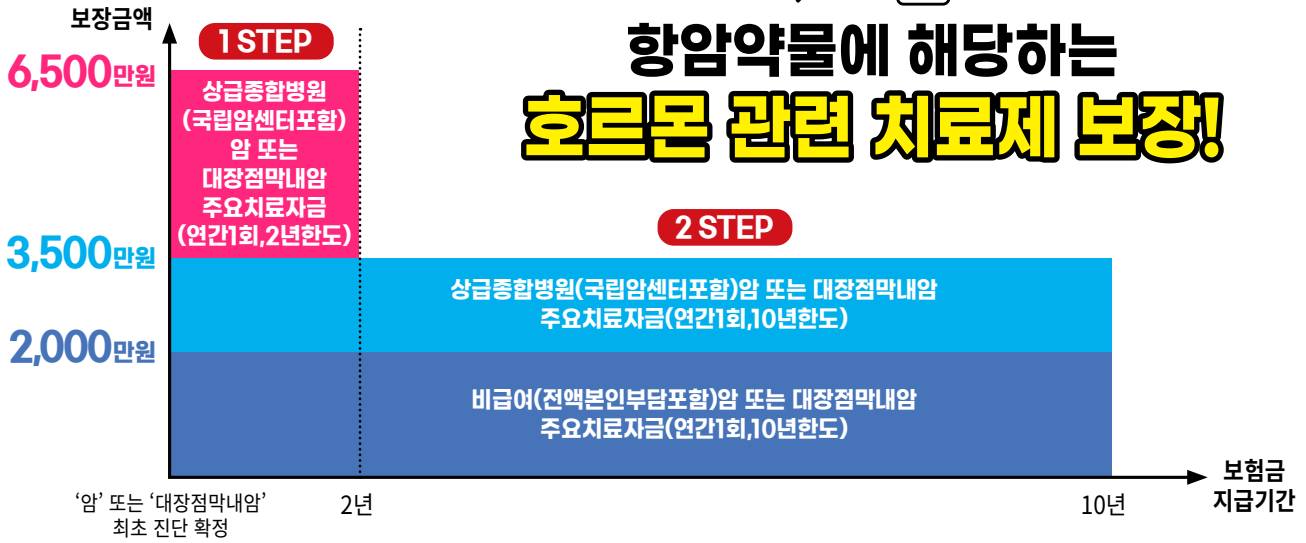 보장금액
1 STEP
항암약물에 해당하는
호르몬 관련 치료제 보장!
6,500만원
상급종합병원
(국립암센터포함)
암 또는
대장점막내암
주요치료자금
(연간1회,2년한도)
3,500만원
2 STEP
상급종합병원(국립암센터포함)암 또는 대장점막내암
주요치료자금(연간1회,10년한도)
2,000만원
비급여(전액본인부담포함)암 또는 대장점막내암
주요치료자금(연간1회,10년한도)
‘암’ 또는 ‘대장점막내암’
최초 진단 확정
2년
10년
보험금
지급기간